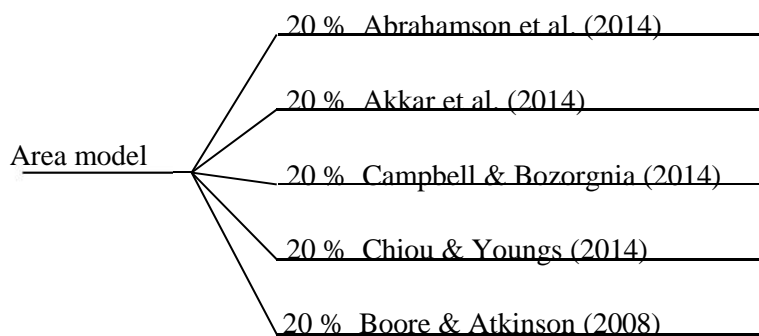 20 % Abrahamson et al. (2014)
20 % Akkar et al. (2014)
Area model
20 % Campbell & Bozorgnia (2014)
20 % Chiou & Youngs (2014)
20 % Boore & Atkinson (2008)